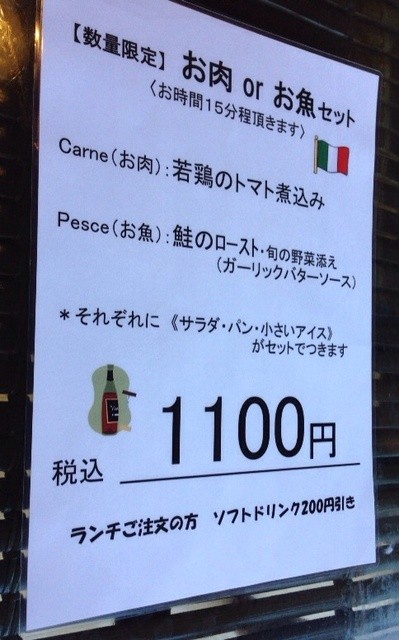 【数量限定】 お肉 or お魚セット
〈お時間15分程頂きます〉
Carne(お肉):若鶏のトマト煮込み
Pesce(お魚):鮭のロースト・旬の野菜添え
(ガーリックバターソース)
*それぞれに 《サラダ・パン・小さいアイス》
がセットでつきます
税込 1100円
ランチご注文の方 ソフトドリンク200円引き